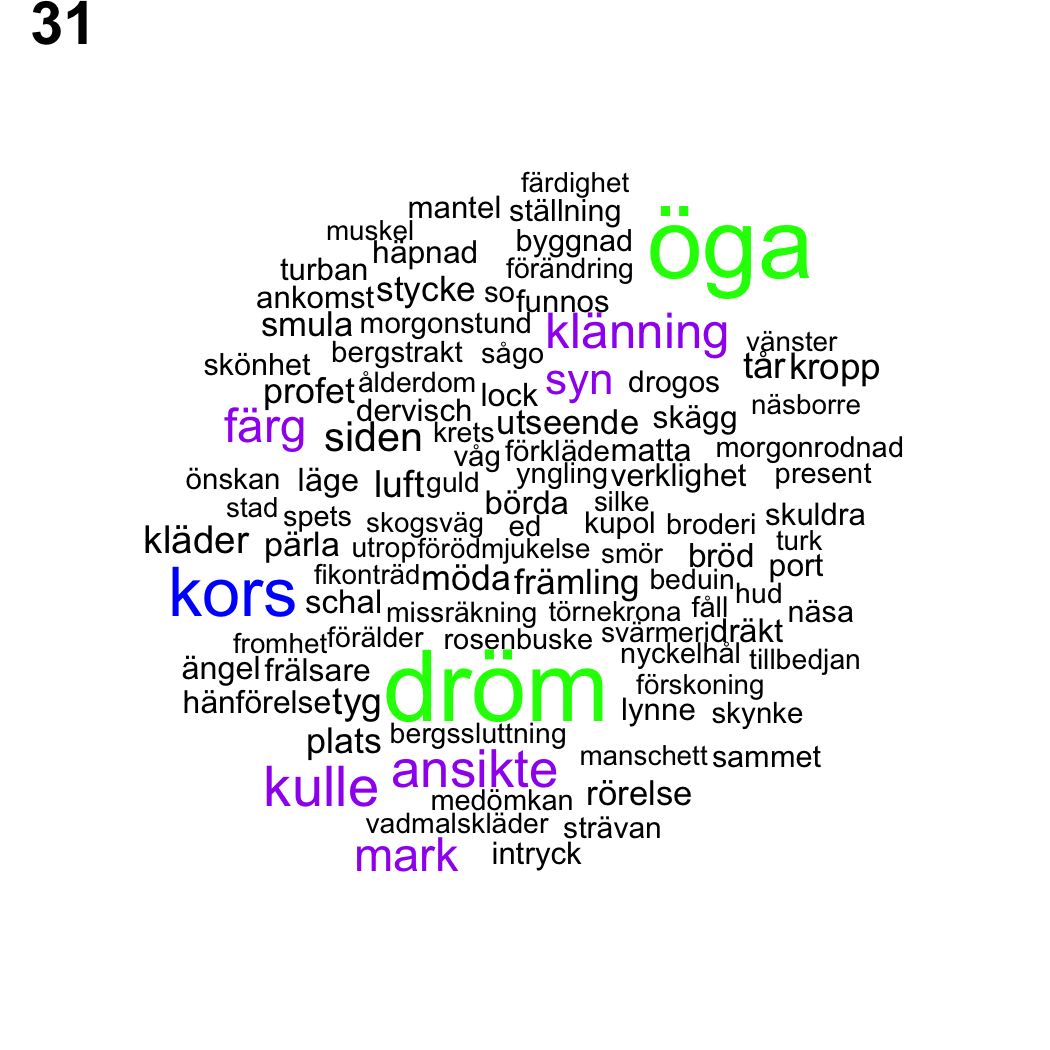 31
färdighet
mantel ställning
öga
muskel
häpnad byggnad
turban förändring
ankomst stycke so funnos
smula morgonstund klänning
vänster
skönhet bergstrakt sågo tår kropp
profet ålderdom lock syn drogos
dervisch näsborre
färg siden krets utseende skägg
våg förkläde matta morgonrodnad
önskan läge luft guld yngling verklighet present
stad spets skogsväg börda silke
ed kupol broderi skuldra
kläder pärla utrop förödmjukelse smör bröd turk
port
kors fikonträd möda främling beduin hud
schal missräkning törnekrona fåll näsa
fromhet förälder rosenbuske svärmeri dräkt
ängel frälsare nyckelhål tillbedjan
hänförelse tyg dröm förskoning
lynne skynke
plats bergssluttning
kulle ansikte manschett sammet
medömkan rörelse
vadmalskläder strävan
mark intryck